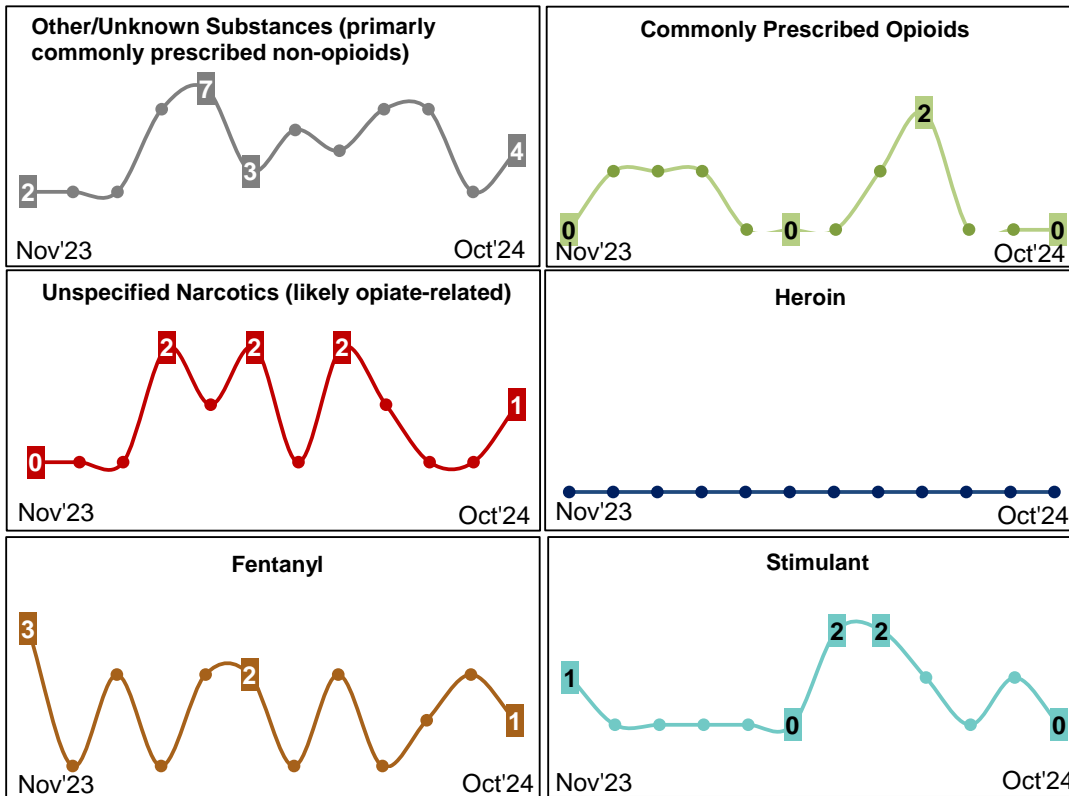 Other/Unknown Substances (primarly
commonly prescribed non-opioids)
7
3
4
2
Nov'23
Oct'24
Commonly Prescribed Opioids
2
0
0
0
Nov'23
Oct'24
Unspecified Narcotics (likely opiate-related)
2
2
2
1
0
Nov'23
Oct'24
Heroin
Nov'23
Oct'24
Fentanyl
3
2
1
Nov'23
Oct'24
Stimulant
2
2
1
0
0
Nov'23
Oct'24